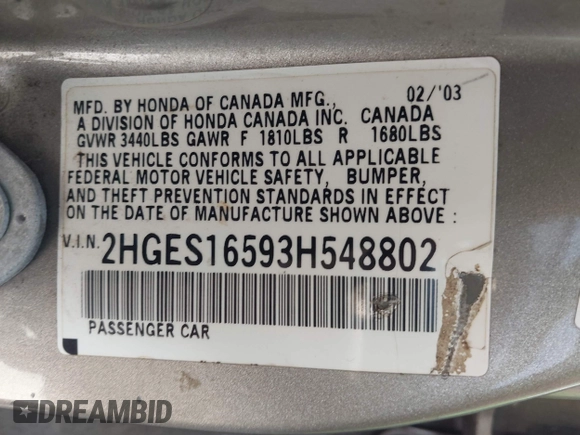 MFD. BY HONDA OF CANADA MFG., 02/'03
A DIVISION OF HONDA CANADA INC. CANADA
GVWR 3440LBS GAWR F 1810LBS R 1680LBS
THIS VEHICLE CONFORMS TO ALL APPLICABLE
FEDERAL MOTOR VEHICLE SAFETY, BUMPER,
AND THEFT PREVENTION STANDARDS IN EFFECT
ON THE DATE OF MANUFACTURE SHOWN ABOVE :
V.I.N. 2HGES16593H548802
PASSENGER CAR
DREAMBID